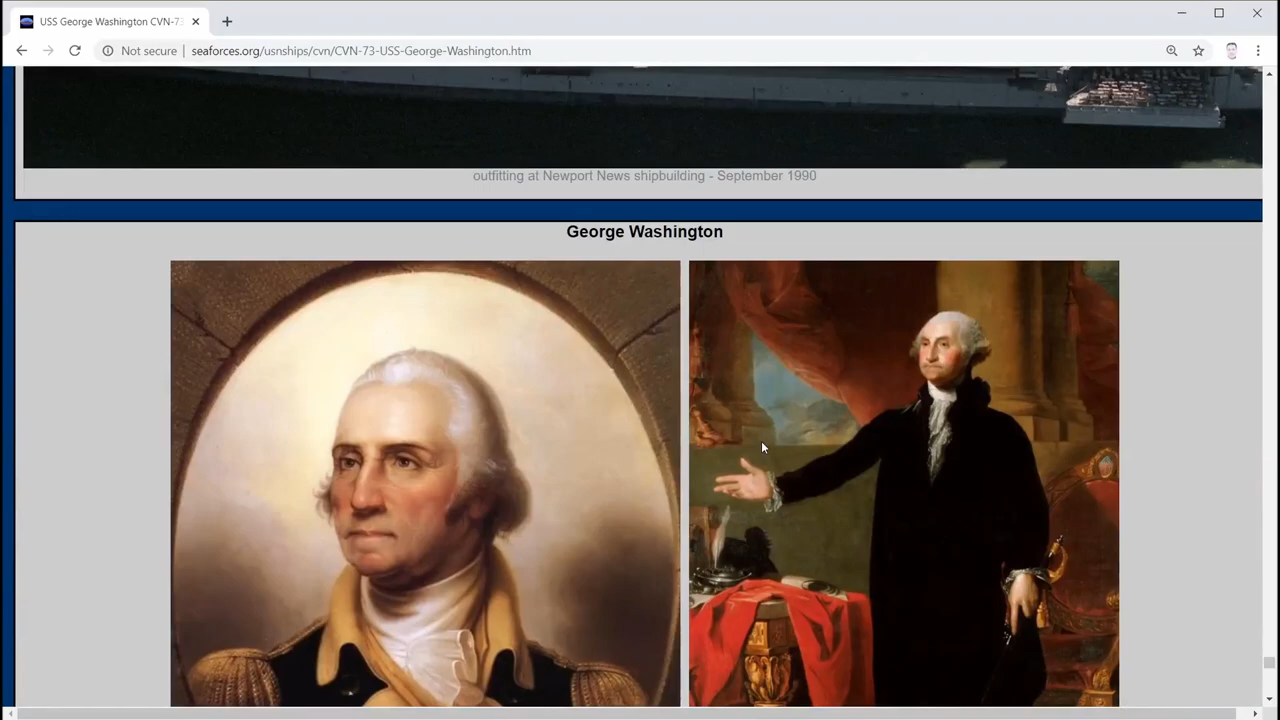 USS George Washington CVN-73
Not secure | seaforces.org/usnships/cvn/CVN-73-USS-George-Washington.htm
outfitting at Newport News shipbuilding - September 1990
George Washington